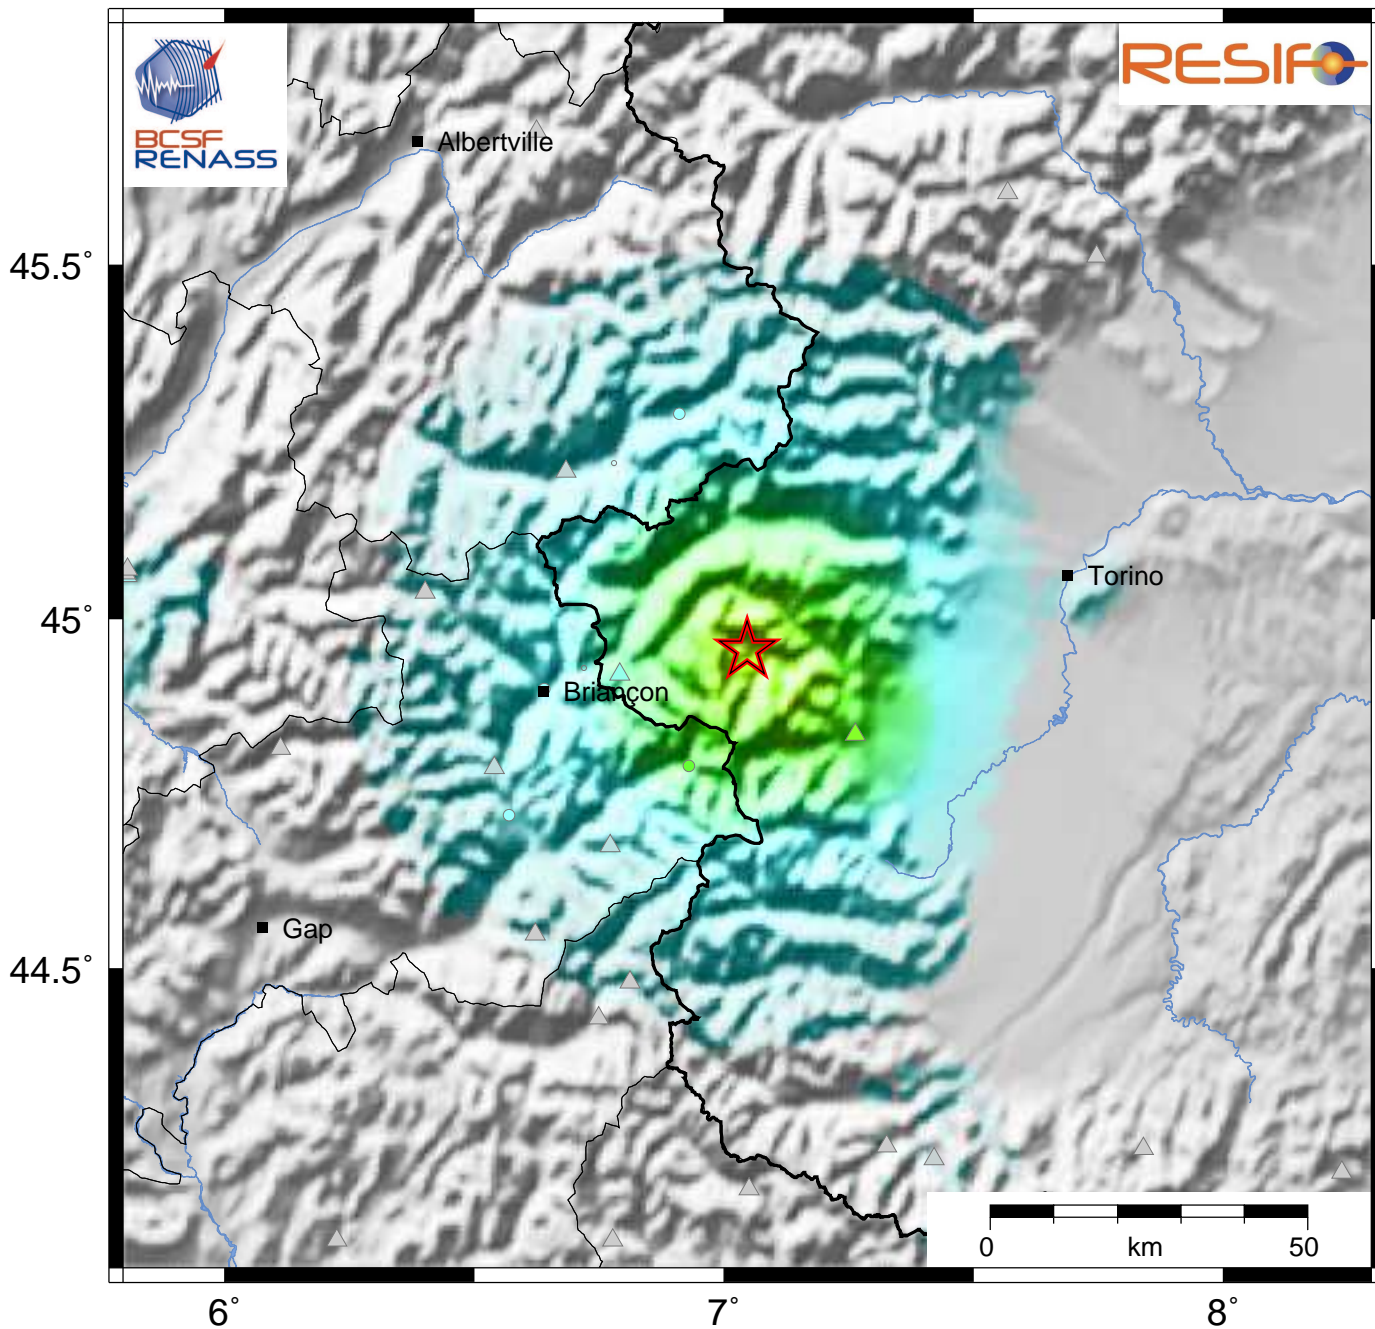 BCSF
RENASS
RESIF
Albertville
45.5°
Torino
45°
Briançon
Gap
44.5°
0 km 50
6° 7° 8°